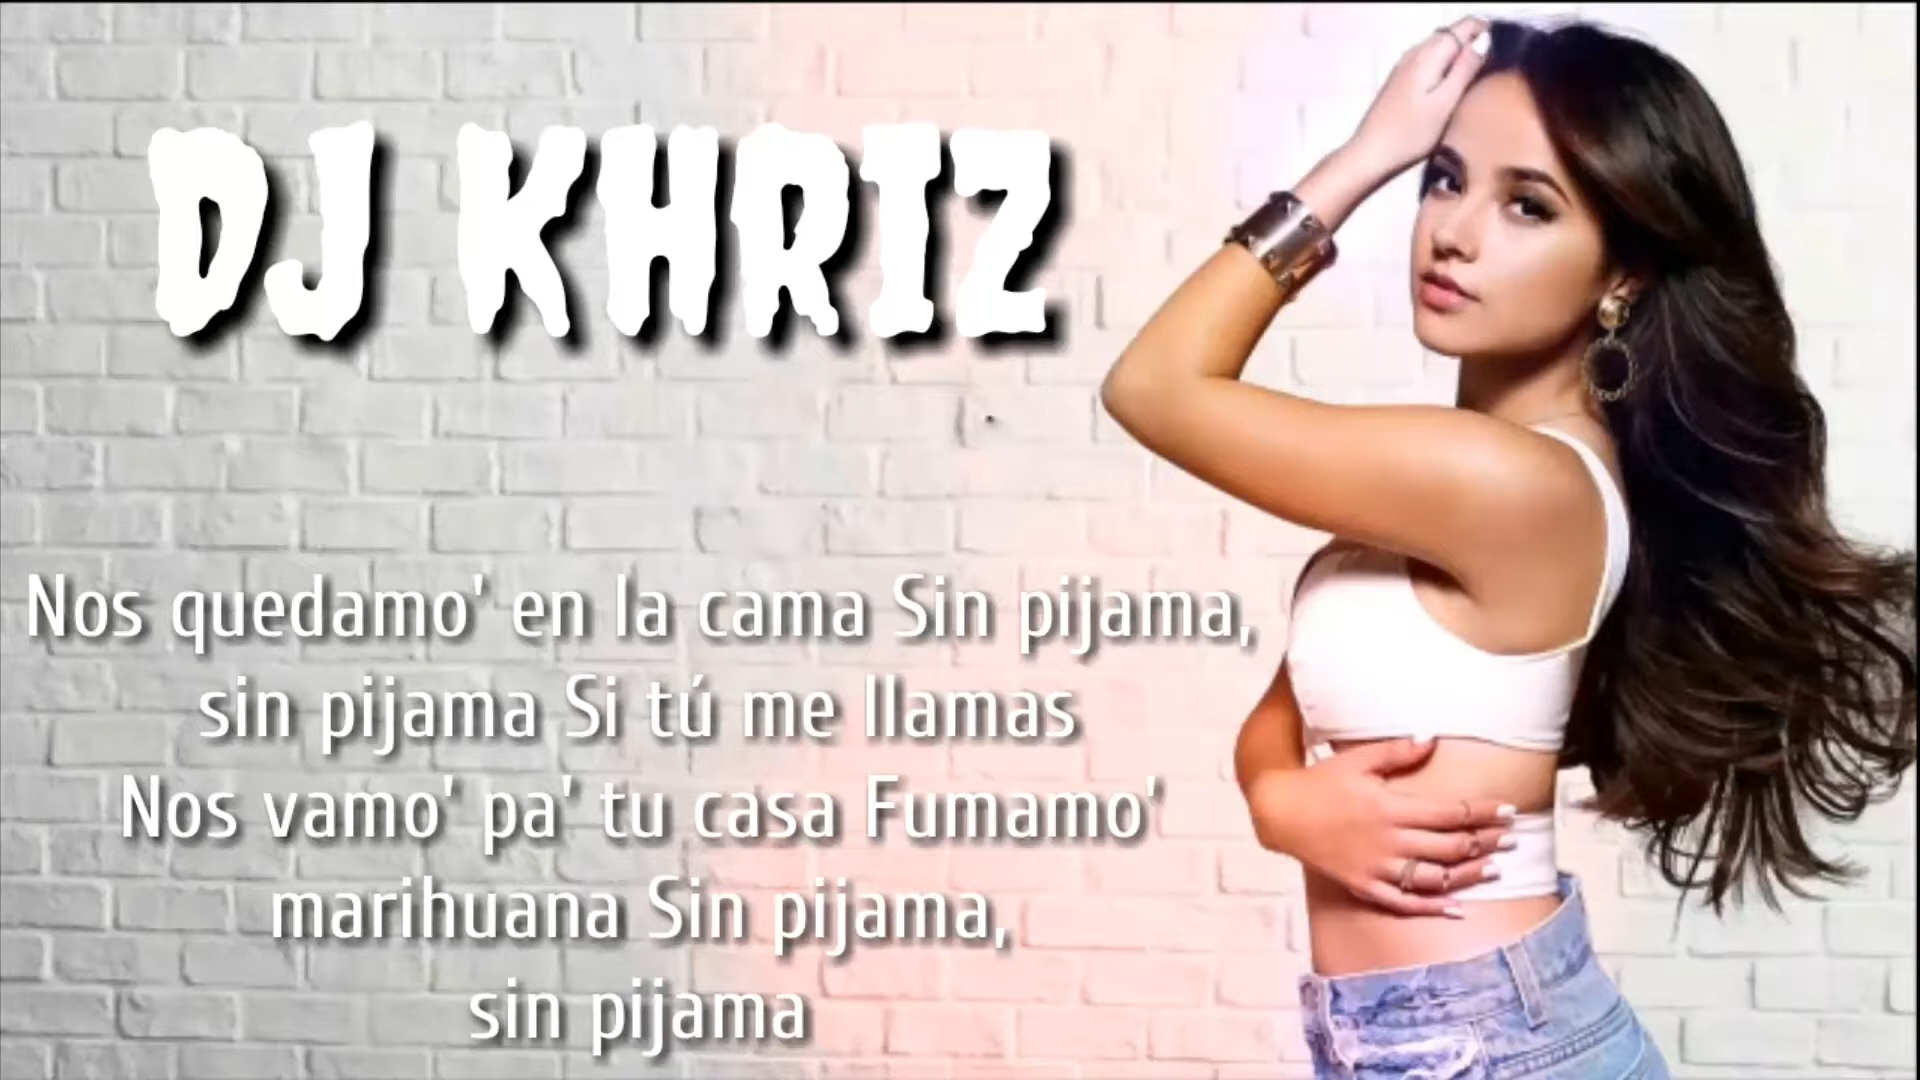 DJ KHRIZ
Nos quedamo' en la cama Sin pijama,
sin pijama Si tú me llamas
Nos vamo' pa' tu casa Fumamo'
marihuana Sin pijama,
sin pijama